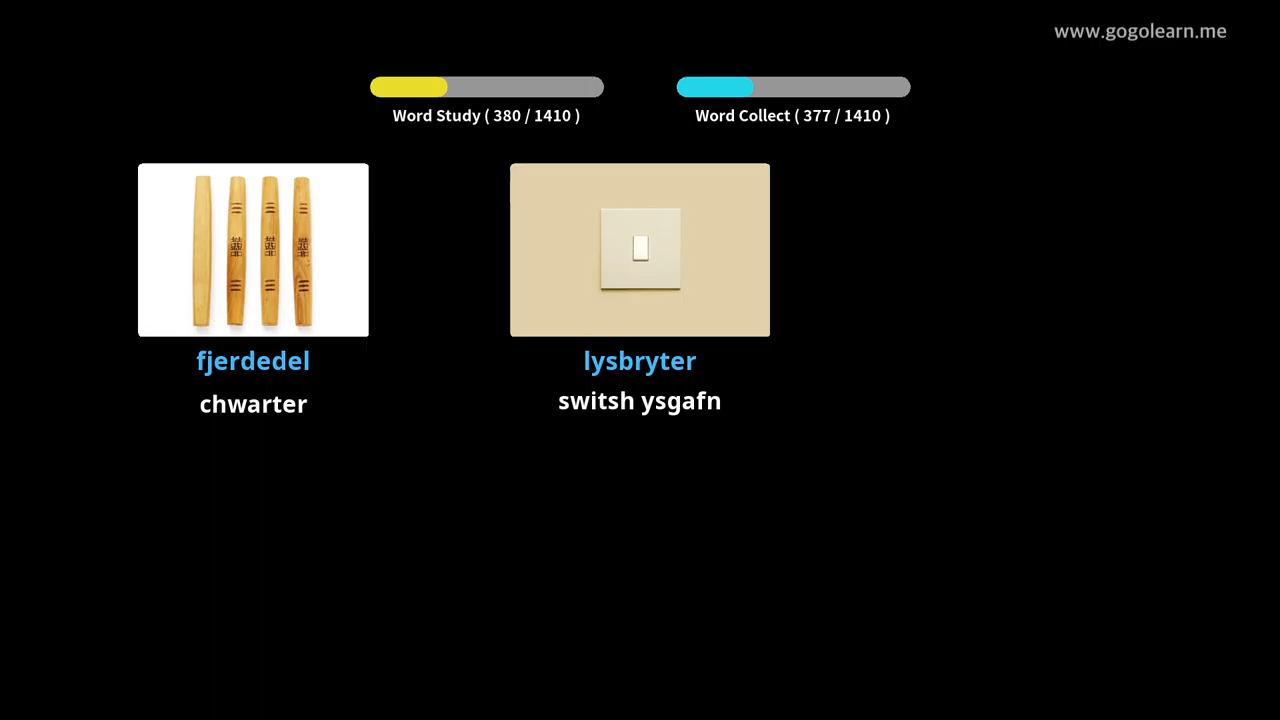 www.gogolearn.me
Word Study ( 380 / 1410 )
Word Collect ( 377 / 1410 )
fjerdedel
chwarter
lysbryter
switsh ysgafn